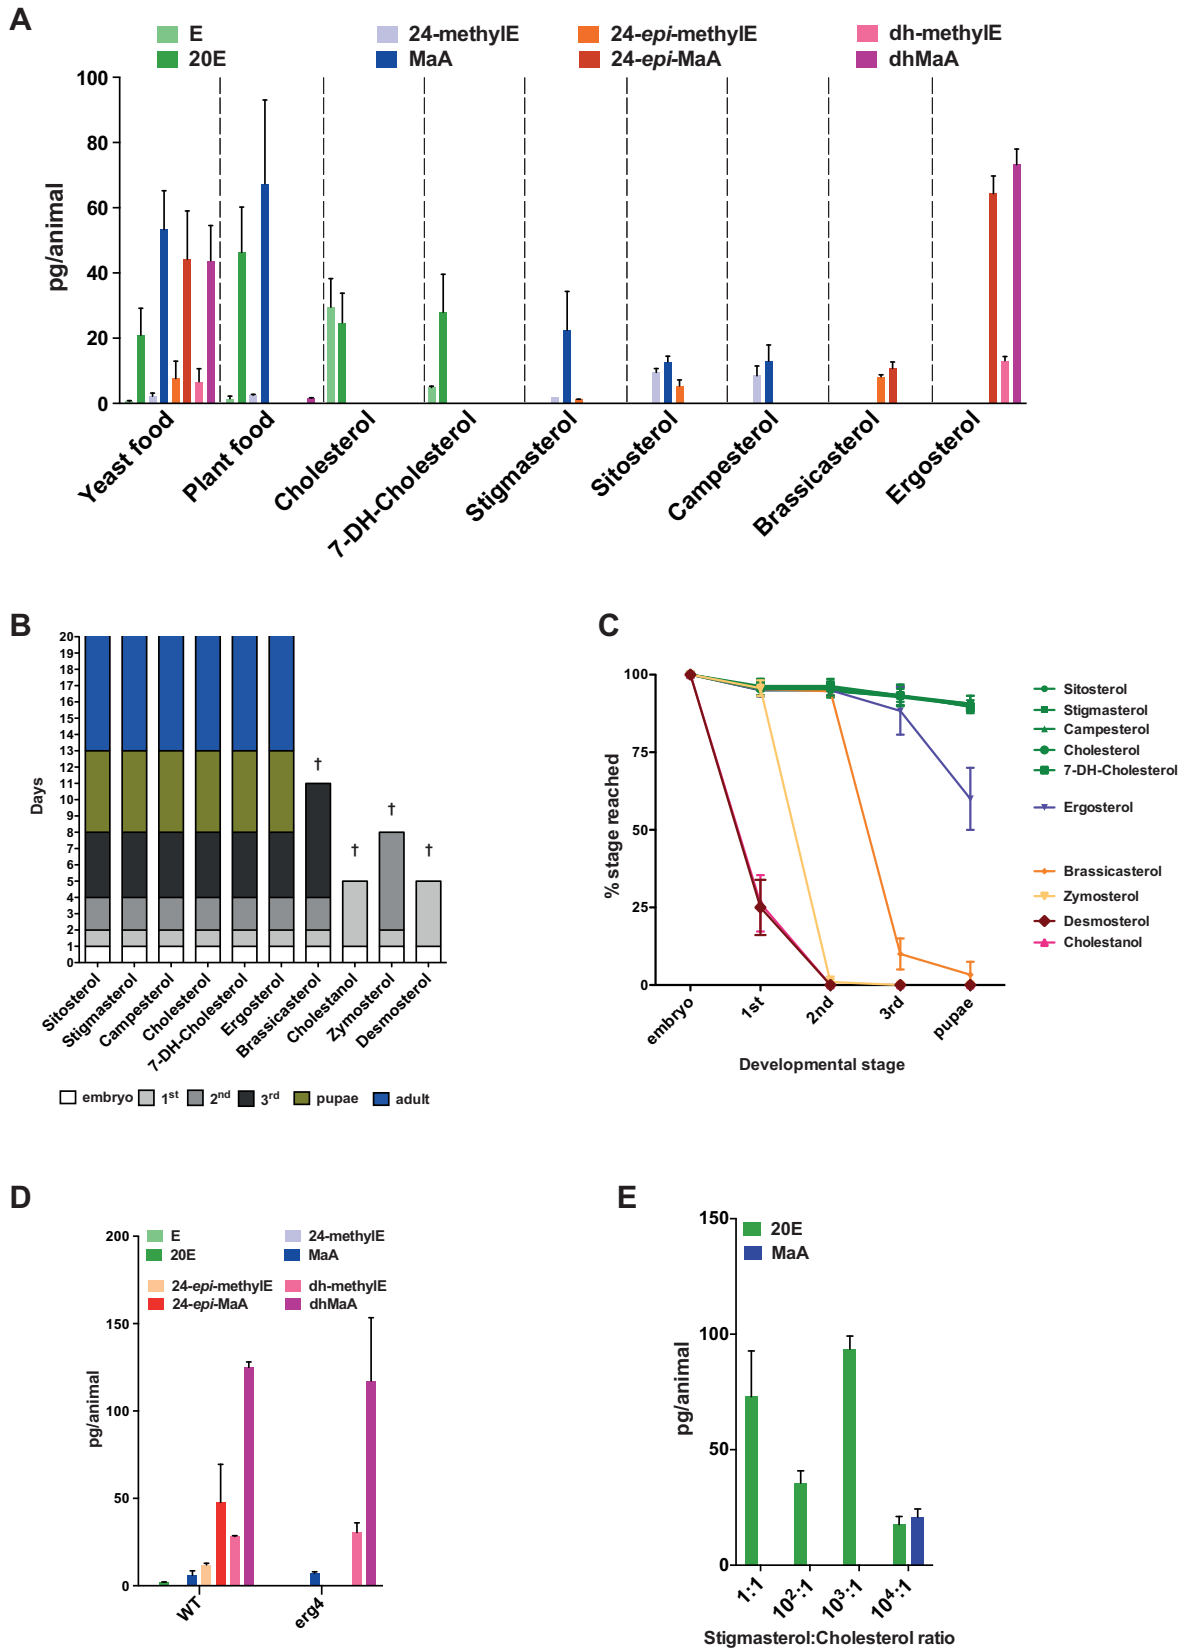 A
E
20E
24-methylE
MaA
24-epi-methylE
24-epi-MaA
dh-methylE
dhMaA
pg/animal
100
80
60
40
20
0
Yeast food
Plant food
Cholesterol
7-DH-Cholesterol
Stigmasterol
Sitosterol
Campesterol
Brassicasterol
Ergosterol
B
Days
20
19
18
17
16
15
14
13
12
11
10
9
8
7
6
5
4
3
2
1
0
†
†
†
†
Sitosterol
Stigmasterol
Campesterol
Cholesterol
7-DH-Cholesterol
Ergosterol
Brassicasterol
Cholestanol
Zymosterol
Desmosterol
embryo
1st
2nd
3rd
pupae
adult
C
% stage reached
100
75
50
25
0
embryo
1st
2nd
3rd
pupae
Developmental stage
Sitosterol
Stigmasterol
Campesterol
Cholesterol
7-DH-Cholesterol
Ergosterol
Brassicasterol
Zymosterol
Desmosterol
Cholestanol
D
E
20E
24-methylE
MaA
24-epi-methylE
24-epi-MaA
dh-methylE
dhMaA
pg/animal
200
150
100
50
0
WT
erg4
E
20E
MaA
pg/animal
150
100
50
0
1:1
10²:1
10³:1
10⁴:1
Stigmasterol:Cholesterol ratio